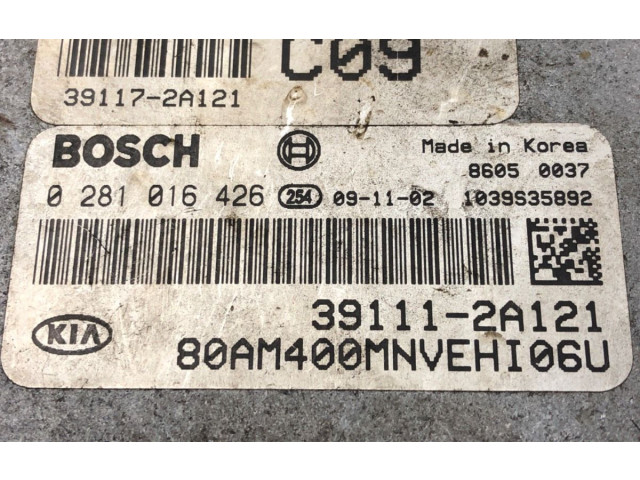 C09
39117-2A121
BOSCH
Made in Korea
8605 0037
0 281 016 426 254 09-11-02 1039S35892
39111-2A121
KIA
80AM400MNVEHI06U